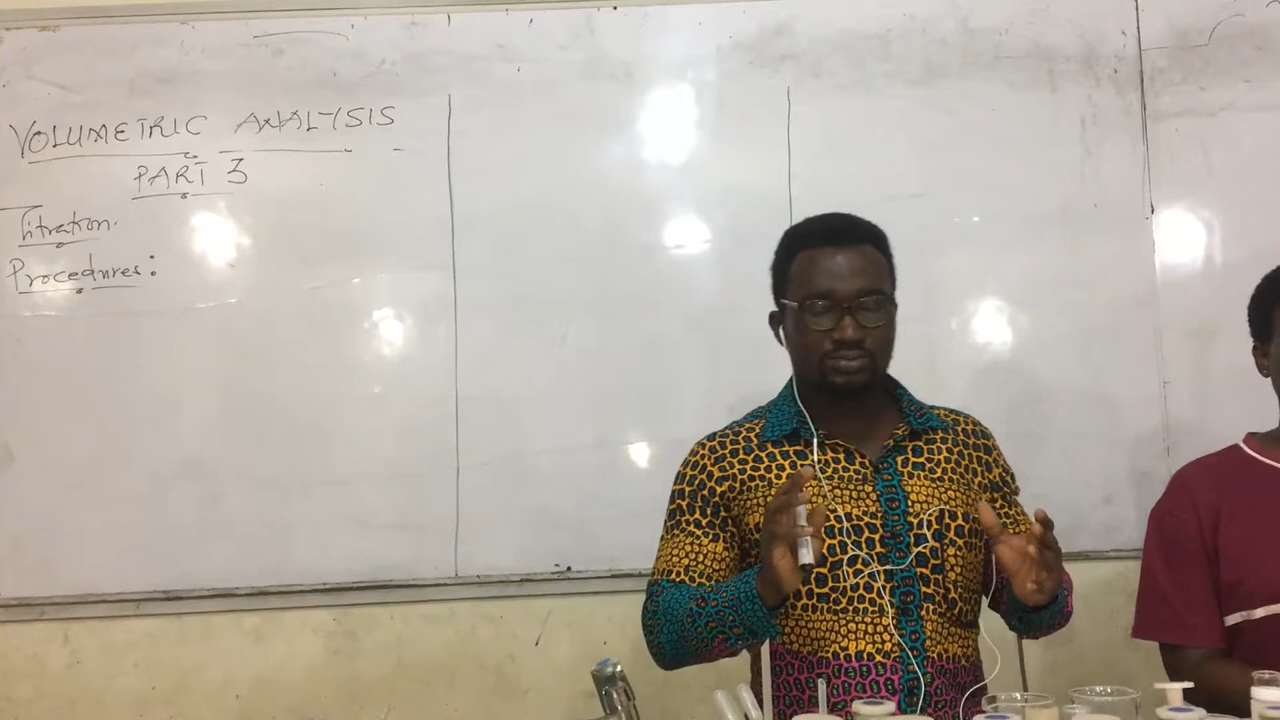 VOLUMETRIC ANALYSIS
PART 3
Titration.
Procedures: